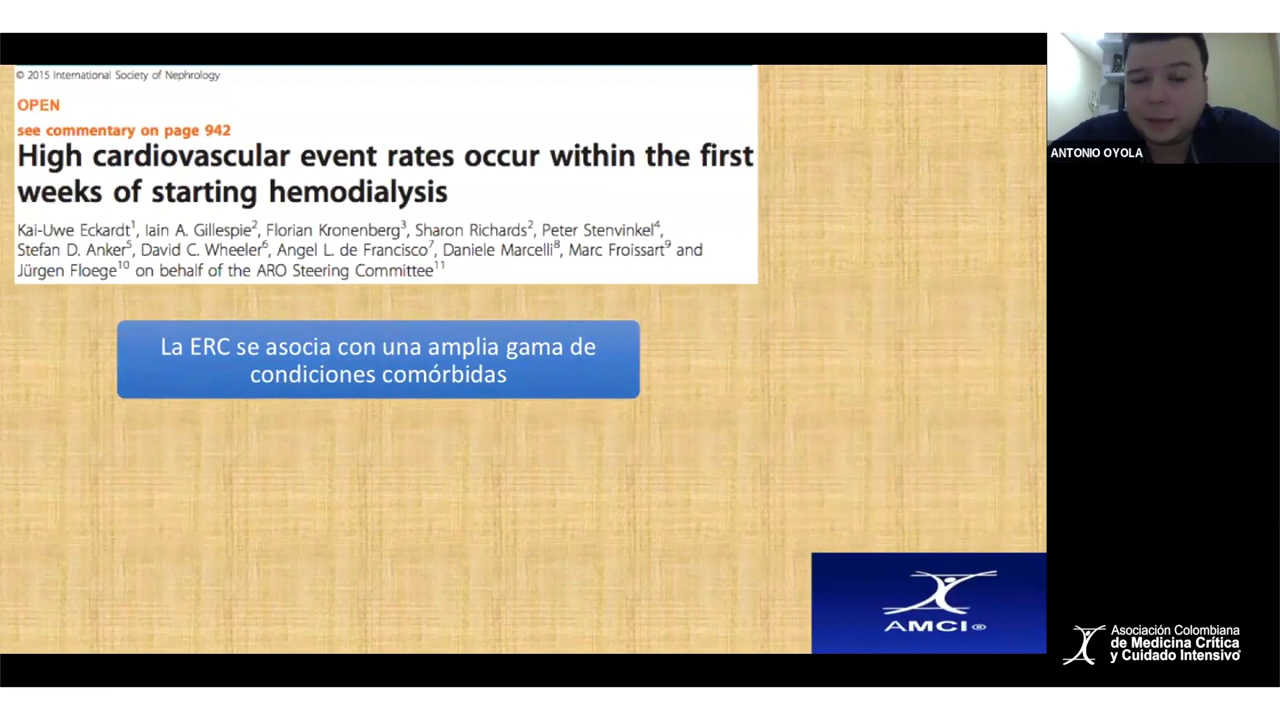 © 2015 International Society of Nephrology
OPEN
see commentary on page 942
High cardiovascular event rates occur within the first
weeks of starting hemodialysis
Kai-Uwe Eckardt1, Iain A. Gillespie2, Florian Kronenberg3, Sharon Richards2, Peter Stenvinkel4,
Stefan D. Anker5, David C. Wheeler6, Angel L. de Francisco7, Daniele Marcelli8, Marc Froissart9 and
Jürgen Floege10 on behalf of the ARO Steering Committee11
La ERC se asocia con una amplia gama de
condiciones comórbidas
AMCI®
ANTONIO OYOLA
Asociación Colombiana
de Medicina Crítica
y Cuidado Intensivo